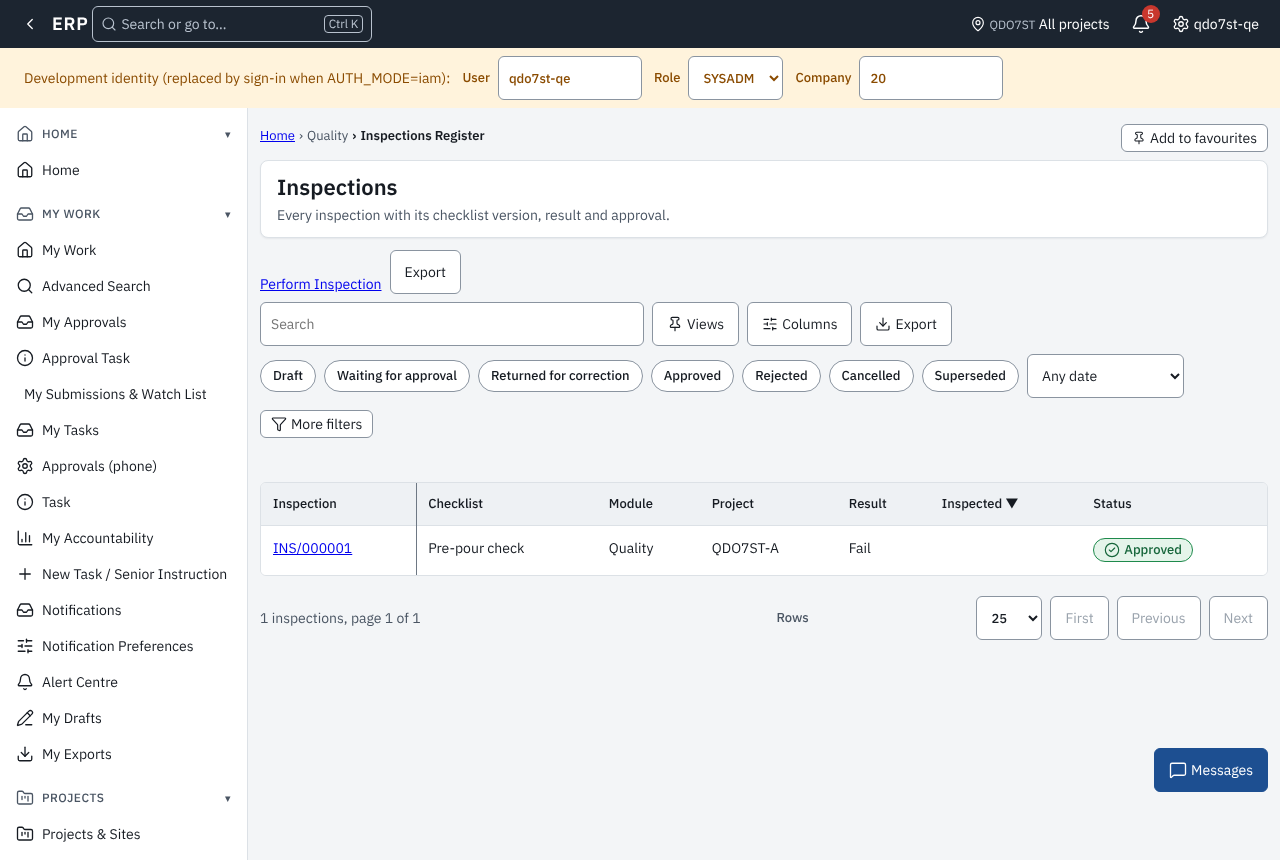 ERP Search or go to... Ctrl K QDO7ST All projects 5 qdo7st-qe
Development identity (replaced by sign-in when AUTH_MODE=iam): User qdo7st-qe Role SYSADM Company 20
HOME
Home
MY WORK
My Work
Advanced Search
My Approvals
Approval Task
My Submissions & Watch List
My Tasks
Approvals (phone)
Task
My Accountability
New Task / Senior Instruction
Notifications
Notification Preferences
Alert Centre
My Drafts
My Exports
PROJECTS
Projects & Sites
Home › Quality › Inspections Register
Add to favourites
Inspections
Every inspection with its checklist version, result and approval.
Perform Inspection Export
Search Views Columns Export
Draft Waiting for approval Returned for correction Approved Rejected Cancelled Superseded Any date
More filters
Inspection Checklist Module Project Result Inspected ▼ Status
INS/000001 Pre-pour check Quality QDO7ST-A Fail Approved
1 inspections, page 1 of 1 Rows 25 First Previous Next
Messages